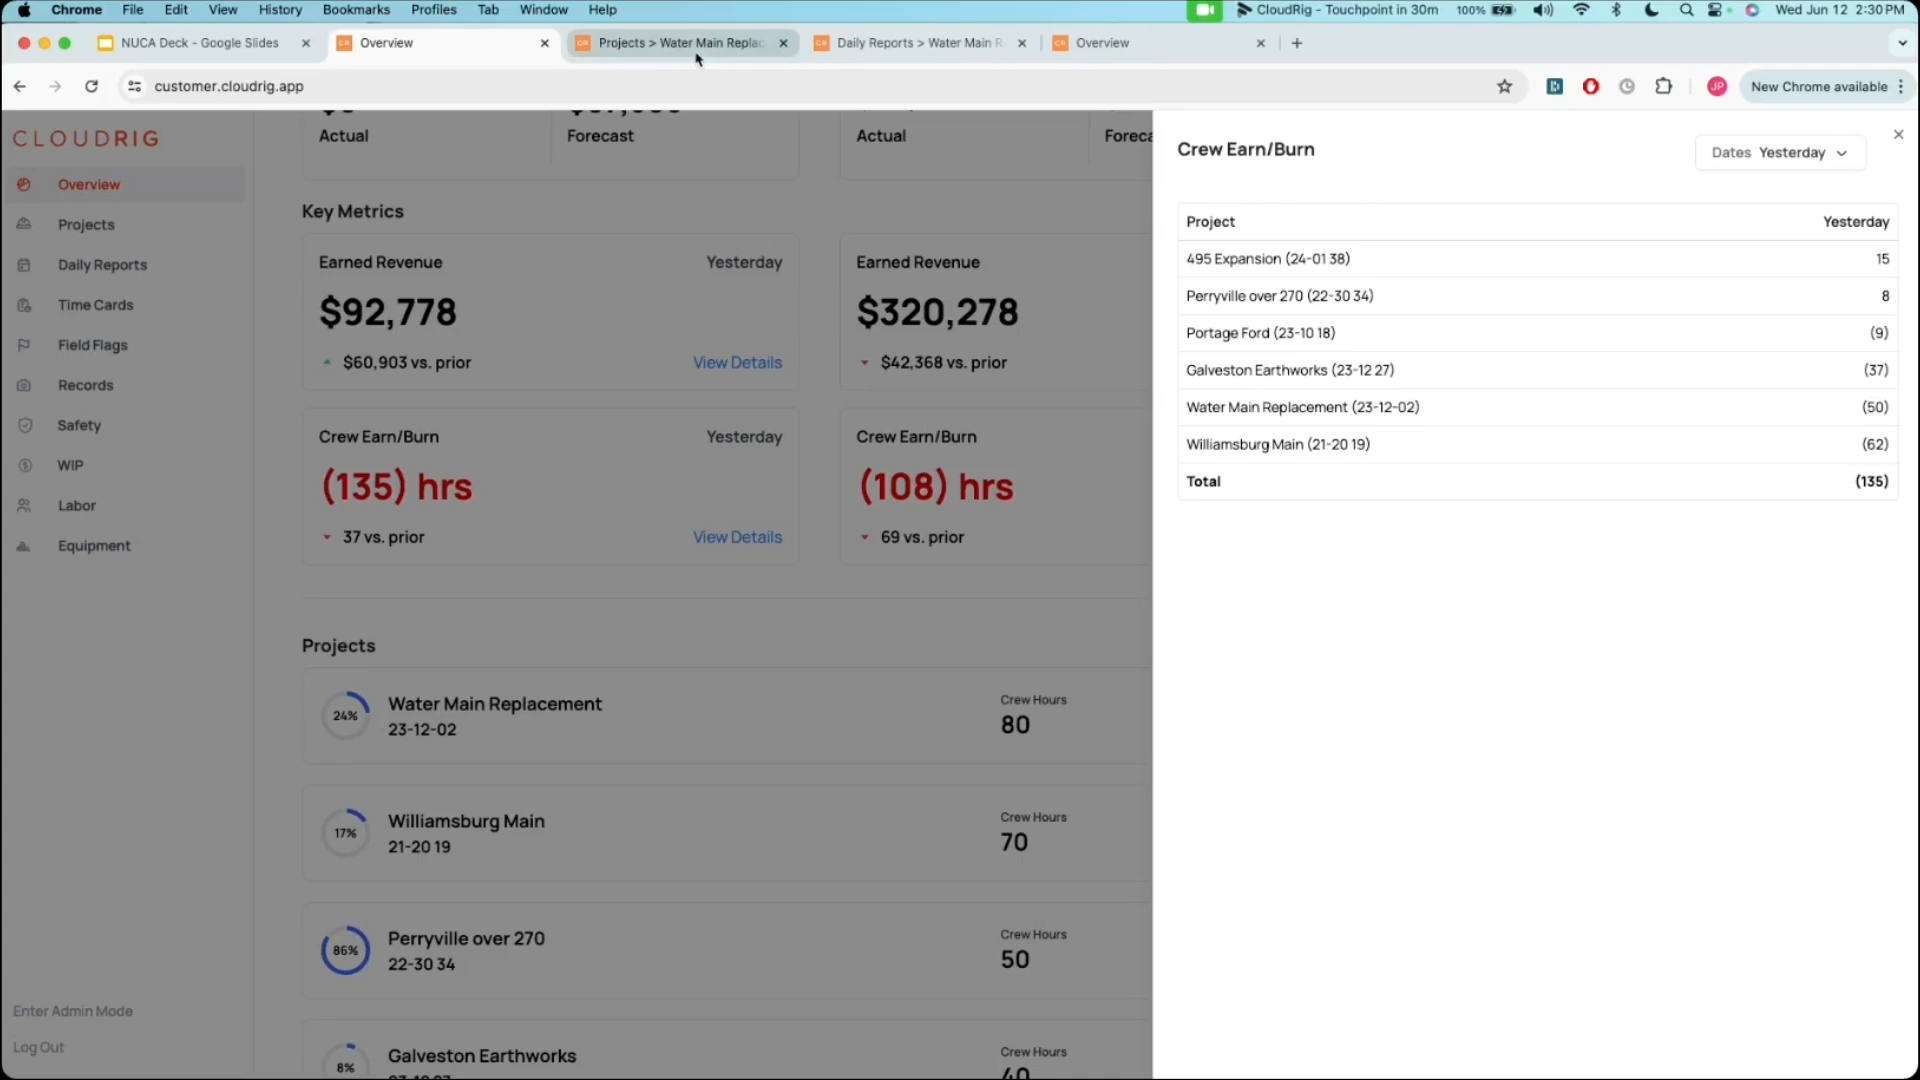 Chrome File Edit View History Bookmarks Profiles Tab Window Help CloudRig - Touchpoint in 30m 100% Wed Jun 12 2:30 PM
NUCA Deck - Google Slides Overview Projects > Water Main Replac Daily Reports > Water Main R Overview
customer.cloudrig.app JP New Chrome available
CLOUDRIG
Overview
Projects
Daily Reports
Time Cards
Field Flags
Records
Safety
WIP
Labor
Equipment
Enter Admin Mode
Log Out
Actual Forecast Actual Foreca
Key Metrics
Earned Revenue Yesterday
$92,778
$60,903 vs. prior View Details
Earned Revenue
$320,278
$42,368 vs. prior
Crew Earn/Burn Yesterday
(135) hrs
37 vs. prior View Details
Crew Earn/Burn
(108) hrs
69 vs. prior
Projects
24% Water Main Replacement
23-12-02
Crew Hours
80
17% Williamsburg Main
21-20 19
Crew Hours
70
86% Perryville over 270
22-30 34
Crew Hours
50
8% Galveston Earthworks
Crew Hours
40
Crew Earn/Burn
Dates Yesterday
Project Yesterday
495 Expansion (24-01 38) 15
Perryville over 270 (22-30 34) 8
Portage Ford (23-10 18) (9)
Galveston Earthworks (23-12 27) (37)
Water Main Replacement (23-12-02) (50)
Williamsburg Main (21-20 19) (62)
Total (135)